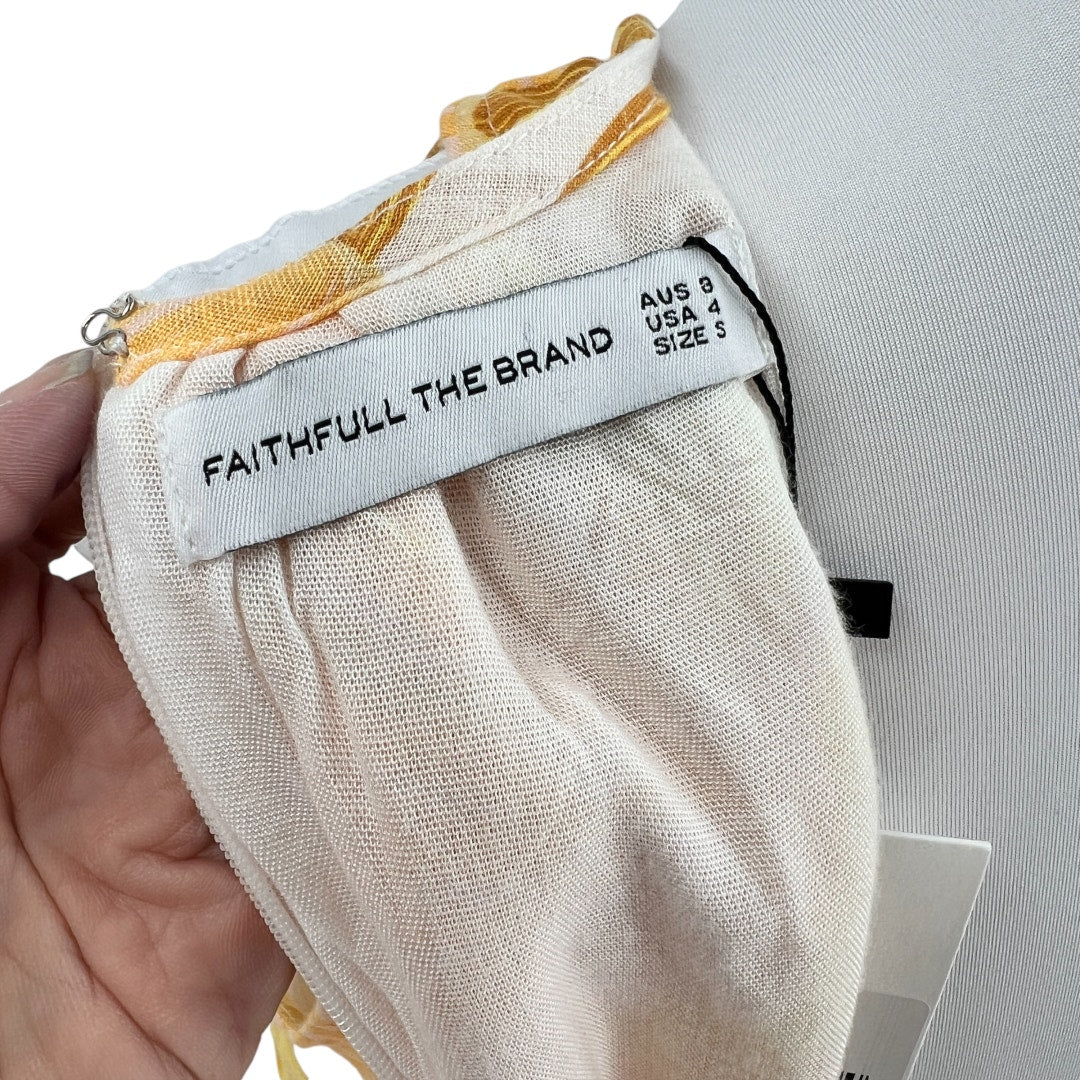 FAITHFULL THE BRAND
AUS 8
USA 4
SIZE S